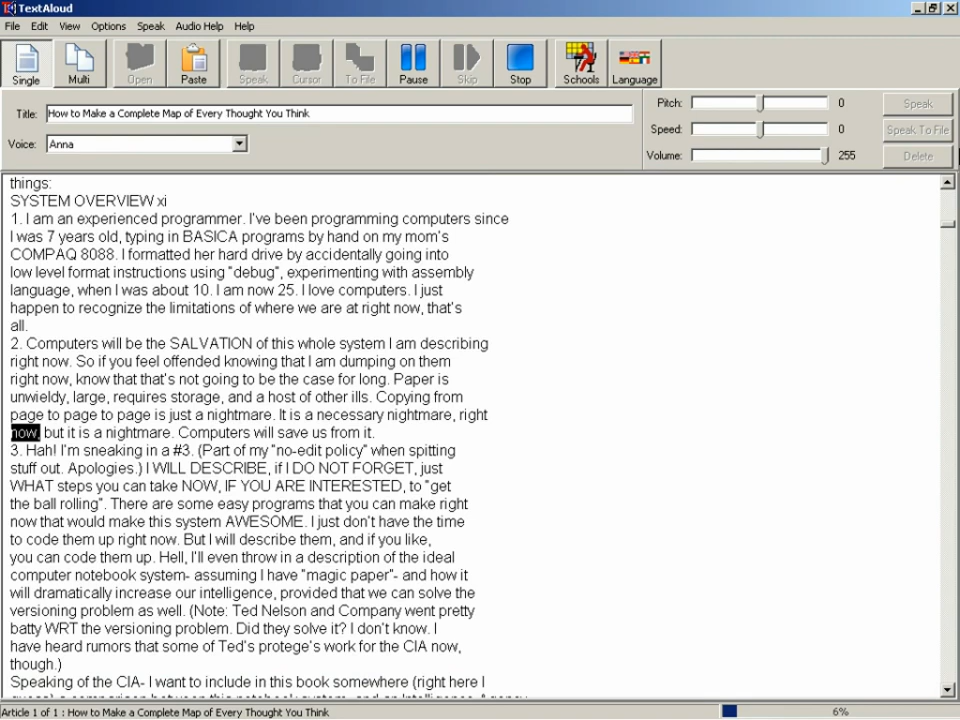 TextAloud
File Edit View Options Speak Audio Help Help
Single Multi Open Paste Speak Cursor To File Pause Skip Stop Schools Language
Title: How to Make a Complete Map of Every Thought You Think
Voice: Anna
Pitch: 0 Speak
Speed: 0 Speak To File
Volume: 255 Delete
things:
SYSTEM OVERVIEW xi
1. I am an experienced programmer. I've been programming computers since
I was 7 years old, typing in BASICA programs by hand on my mom's
COMPAQ 8088. I formatted her hard drive by accidentally going into
low level format instructions using "debug", experimenting with assembly
language, when I was about 10. I am now 25. I love computers. I just
happen to recognize the limitations of where we are at right now, that's
all.
2. Computers will be the SALVATION of this whole system I am describing
right now. So if you feel offended knowing that I am dumping on them
right now, know that that's not going to be the case for long. Paper is
unwieldy, large, requires storage, and a host of other ills. Copying from
page to page to page is just a nightmare. It is a necessary nightmare, right
now, but it is a nightmare. Computers will save us from it.
3. Hah! I'm sneaking in a #3. (Part of my "no-edit policy" when spitting
stuff out. Apologies.) I WILL DESCRIBE, if I DO NOT FORGET, just
WHAT steps you can take NOW, IF YOU ARE INTERESTED, to "get
the ball rolling". There are some easy programs that you can make right
now that would make this system AWESOME. I just don't have the time
to code them up right now. But I will describe them, and if you like,
you can code them up. Hell, I'll even throw in a description of the ideal
computer notebook system- assuming I have "magic paper"- and how it
will dramatically increase our intelligence, provided that we can solve the
versioning problem as well. (Note: Ted Nelson and Company went pretty
batty WRT the versioning problem. Did they solve it? I don't know. I
have heard rumors that some of Ted's protege's work for the CIA now,
though.)
Speaking of the CIA- I want to include in this book somewhere (right here I
guess) a comparison between this notebook system, and an Intelligence Agency
Article 1 of 1 : How to Make a Complete Map of Every Thought You Think 6%